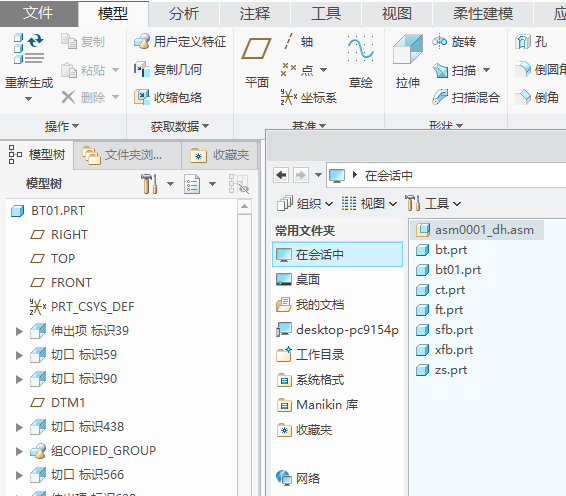 文件 模型 分析 注释 工具 视图 柔性建模
重新生成 复制 粘贴 删除 用户定义特征 复制几何 收缩包络 平面 轴 点 坐标系 草绘 拉伸 旋转 扫描 扫描混合 孔 倒圆角 倒角
操作 获取数据 基准 形状
模型树 文件夹浏... 收藏夹
模型树
BT01.PRT
RIGHT
TOP
FRONT
PRT_CSYS_DEF
伸出项 标识39
切口 标识59
切口 标识90
DTM1
切口 标识438
组COPIED_GROUP
切口 标识566
在会话中
组织 视图 工具
常用文件夹
在会话中
桌面
我的文档
desktop-pc9154p
工作目录
系统格式
Manikin 库
收藏夹
网络
asm0001_dh.asm
bt.prt
bt01.prt
ct.prt
ft.prt
sfb.prt
xfb.prt
zs.prt